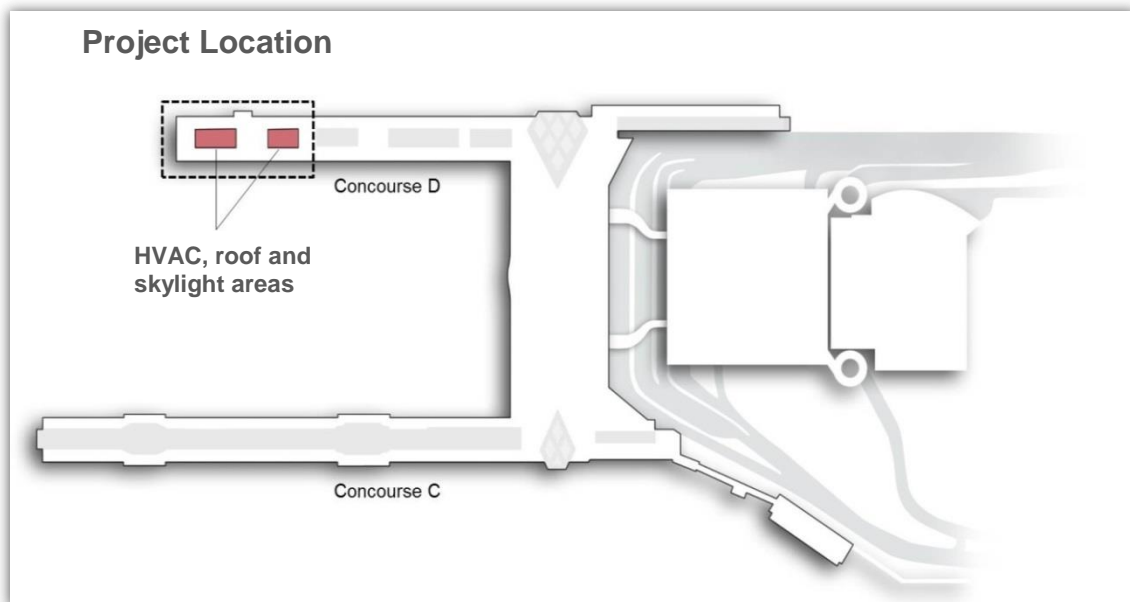 Project Location
Concourse D
HVAC, roof and
skylight areas
Concourse C